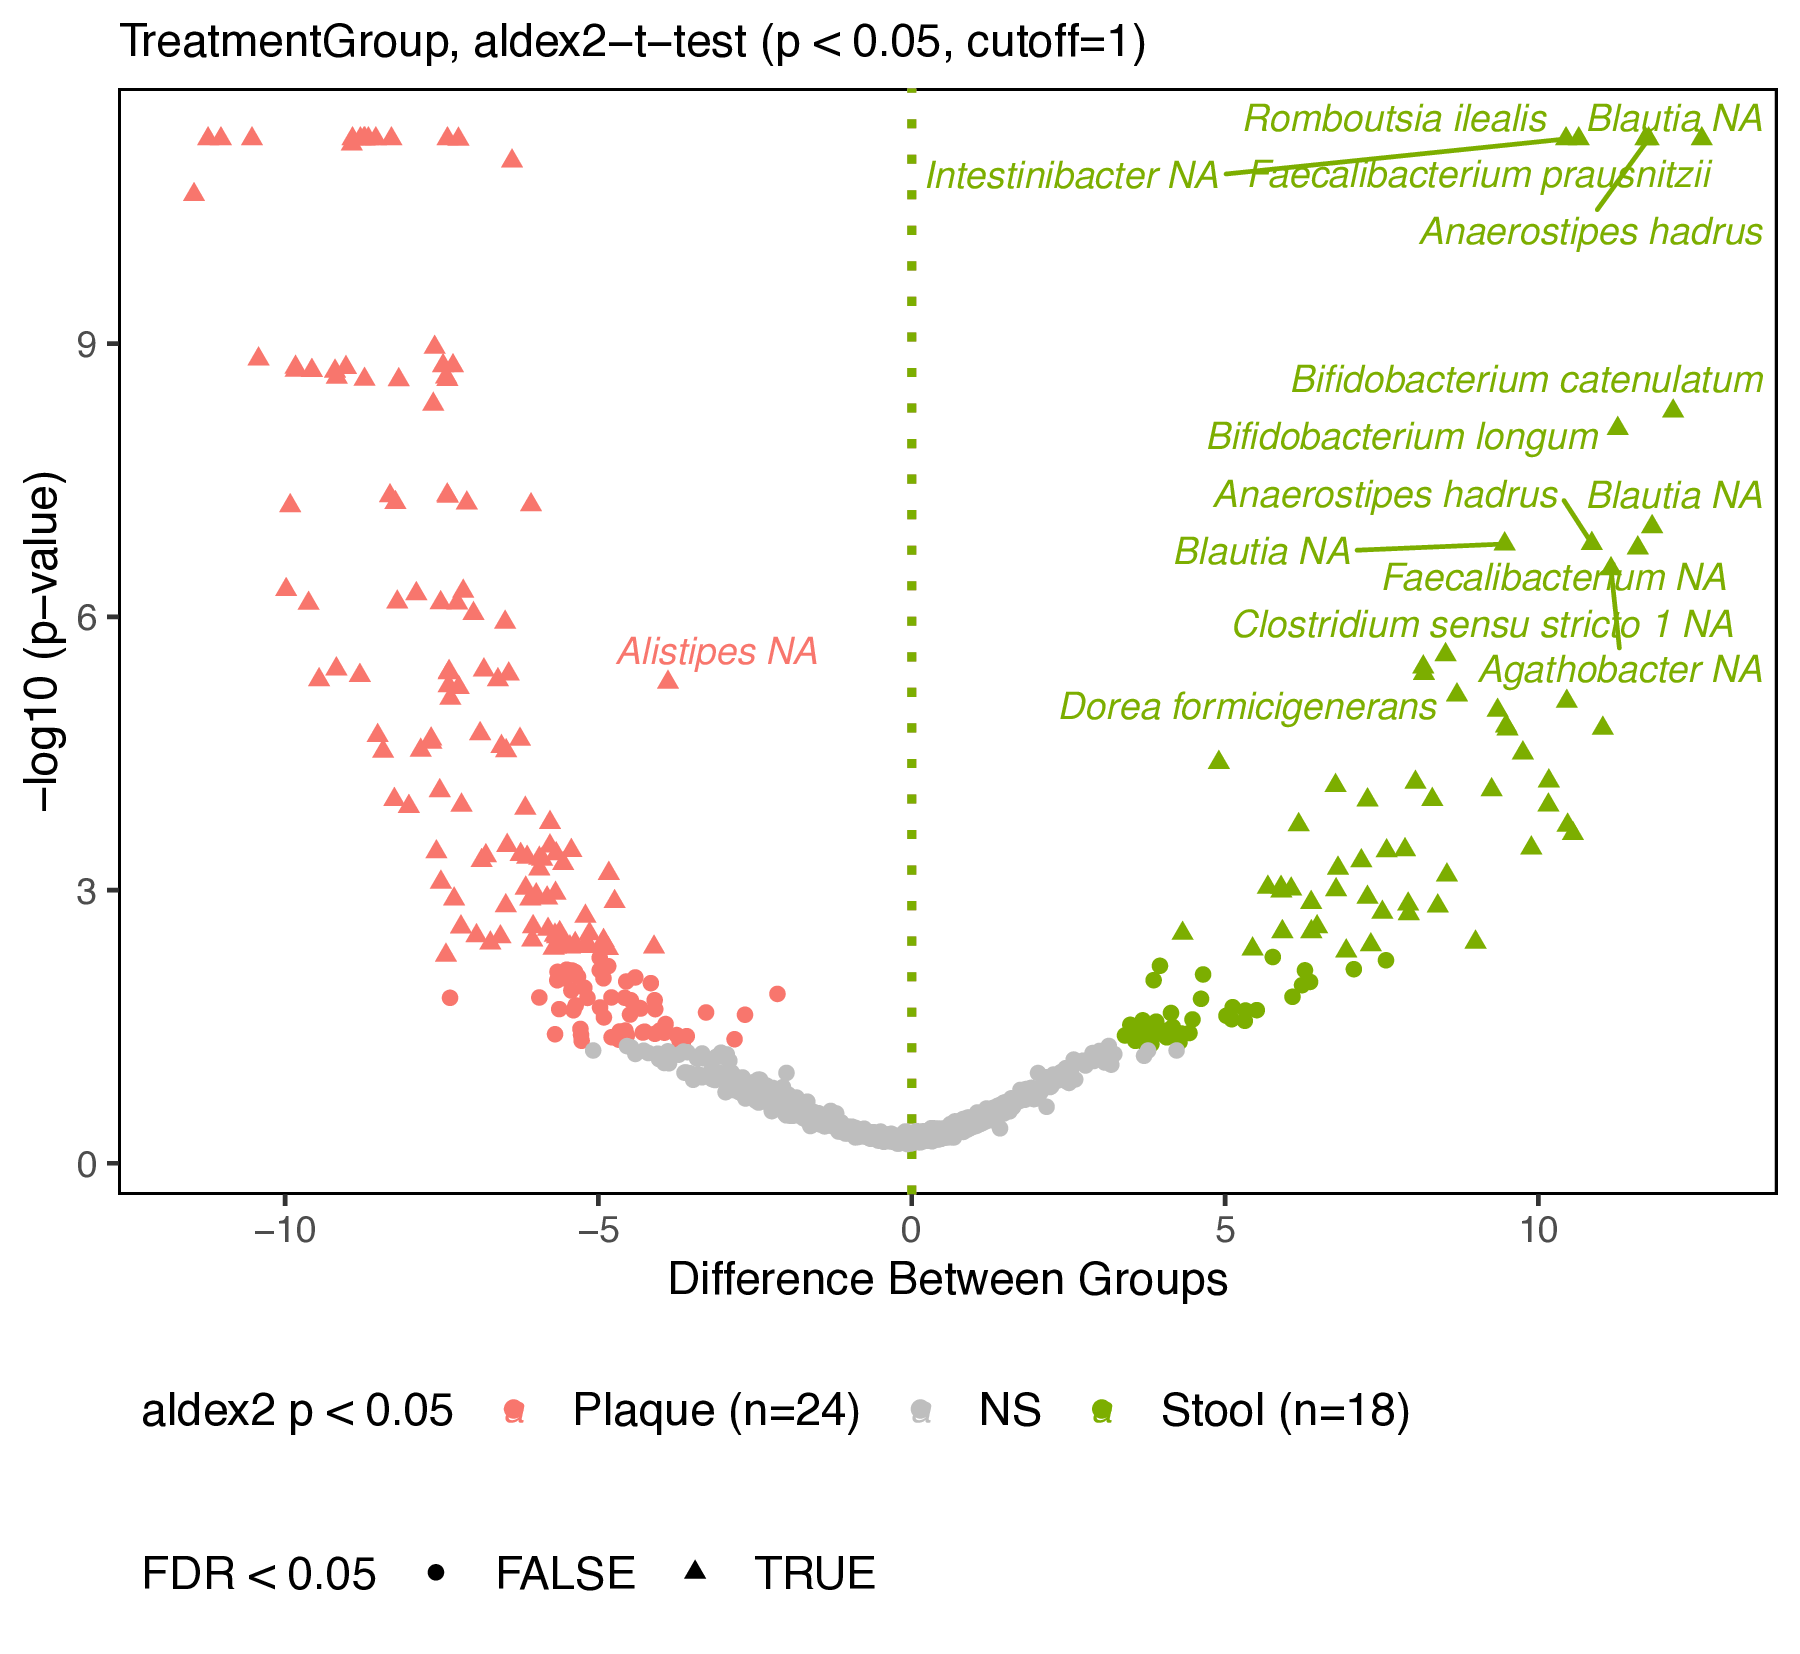 TreatmentGroup, aldex2−t−test (p < 0.05, cutoff=1)
Romboutsia ilealis
Blautia NA
Intestinibacter NA
Faecalibacterium prausnitzii
Anaerostipes hadrus
9
Bifidobacterium catenulatum
Bifidobacterium longum
Anaerostipes hadrus
Blautia NA
Blautia NA
Faecalibacterium NA
6
Clostridium sensu stricto 1 NA
Alistipes NA
Agathobacter NA
Dorea formicigenerans
3
0
−log10 (p−value)
−10
−5
0
5
10
Difference Between Groups
aldex2 p < 0.05
a Plaque (n=24)
a NS
a Stool (n=18)
FDR < 0.05
FALSE
TRUE